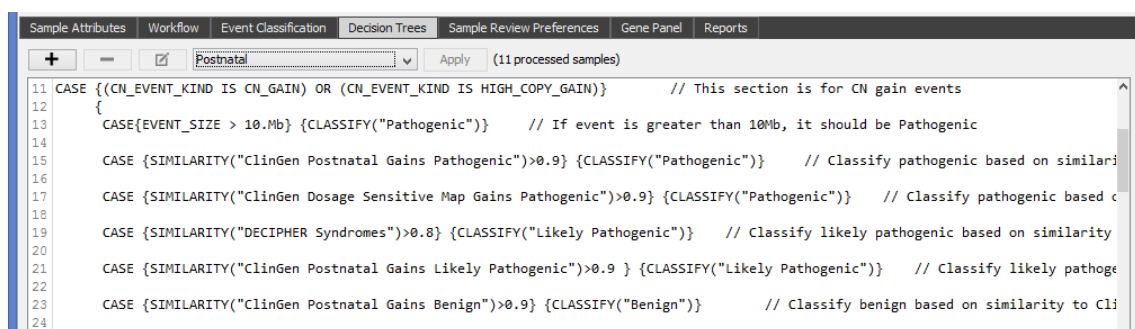 Sample Attributes Workflow Event Classification Decision Trees Sample Review Preferences Gene Panel Reports
Postnatal Apply (11 processed samples)
11 CASE {(CN_EVENT_KIND IS CN_GAIN) OR (CN_EVENT_KIND IS HIGH_COPY_GAIN)} // This section is for CN gain events
12 {
13 CASE{EVENT_SIZE > 10.Mb} {CLASSIFY("Pathogenic")} // If event is greater than 10Mb, it should be Pathogenic
14
15 CASE {SIMILARITY("ClinGen Postnatal Gains Pathogenic")>0.9} {CLASSIFY("Pathogenic")} // Classify pathogenic based on similari
16
17 CASE {SIMILARITY("ClinGen Dosage Sensitive Map Gains Pathogenic")>0.9} {CLASSIFY("Pathogenic")} // Classify pathogenic based
18
19 CASE {SIMILARITY("DECIPHER Syndromes")>0.8} {CLASSIFY("Likely Pathogenic")} // Classify likely pathogenic based on similarity
20
21 CASE {SIMILARITY("ClinGen Postnatal Gains Likely Pathogenic")>0.9 } {CLASSIFY("Likely Pathogenic")} // Classify likely pathoge
22
23 CASE {SIMILARITY("ClinGen Postnatal Gains Benign")>0.9} {CLASSIFY("Benign")} // Classify benign based on similarity to Cli
24